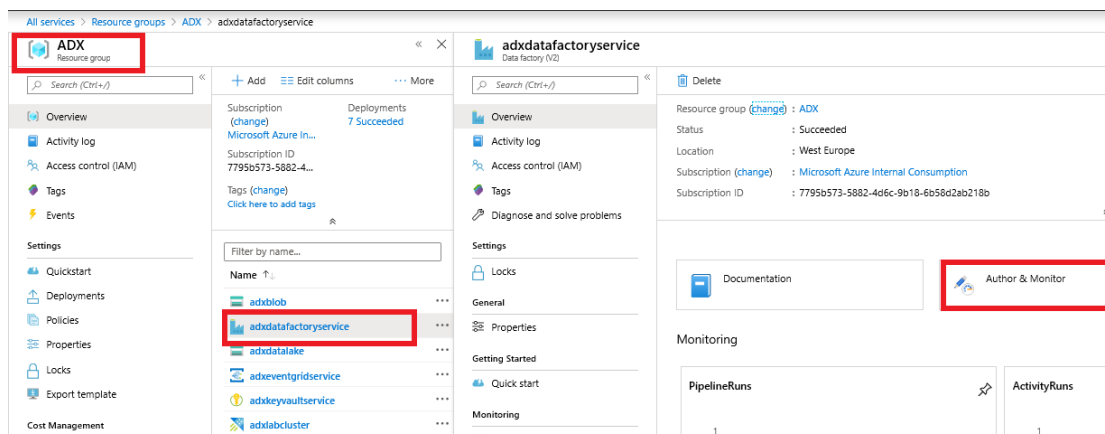 All services > Resource groups > ADX > adxdatafactoryservice
ADX
Resource group
Search (Ctrl+/)
Overview
Activity log
Access control (IAM)
Tags
Events
Settings
Quickstart
Deployments
Policies
Properties
Locks
Export template
Cost Management
Add Edit columns ··· More
Subscription
(change)
Microsoft Azure In...
Deployments
7 Succeeded
Subscription ID
7795b573-5882-4...
Tags (change)
Click here to add tags
Filter by name...
Name
adxblob
adxdatafactoryservice
adxdatalake
adxeventgridservice
adxkeyvaultservice
adxlabcluster
adxdatafactoryservice
Data factory (V2)
Search (Ctrl+/)
Overview
Activity log
Access control (IAM)
Tags
Diagnose and solve problems
Settings
Locks
General
Properties
Getting Started
Quick start
Monitoring
Delete
Resource group (change) : ADX
Status : Succeeded
Location : West Europe
Subscription (change) : Microsoft Azure Internal Consumption
Subscription ID : 7795b573-5882-4d6c-9b18-6b58d2ab218b
Documentation
Author & Monitor
Monitoring
PipelineRuns
1
ActivityRuns
1